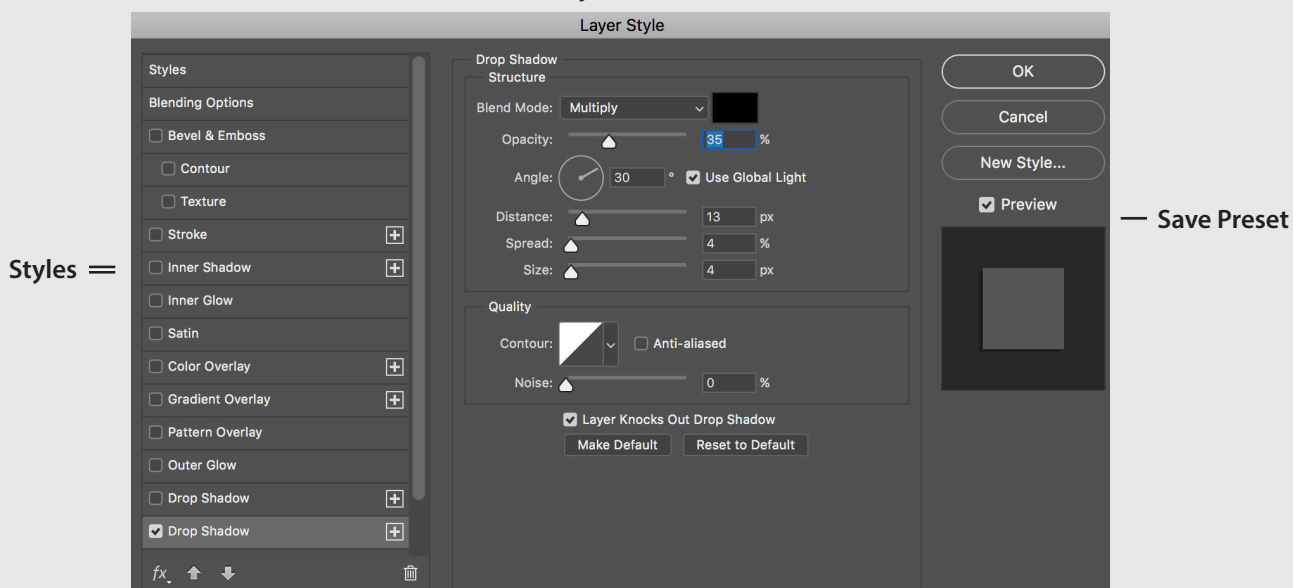 Layer Style
Styles
Blending Options
Bevel & Emboss
Contour
Texture
Stroke
Inner Shadow
Inner Glow
Satin
Color Overlay
Gradient Overlay
Pattern Overlay
Outer Glow
Drop Shadow
Drop Shadow
fx
Drop Shadow
Structure
Blend Mode: Multiply
Opacity: 35 %
Angle: 30 ° Use Global Light
Distance: 13 px
Spread: 4 %
Size: 4 px
Quality
Contour: Anti-aliased
Noise: 0 %
Layer Knocks Out Drop Shadow
Make Default Reset to Default
OK
Cancel
New Style...
Preview
Styles
Save Preset